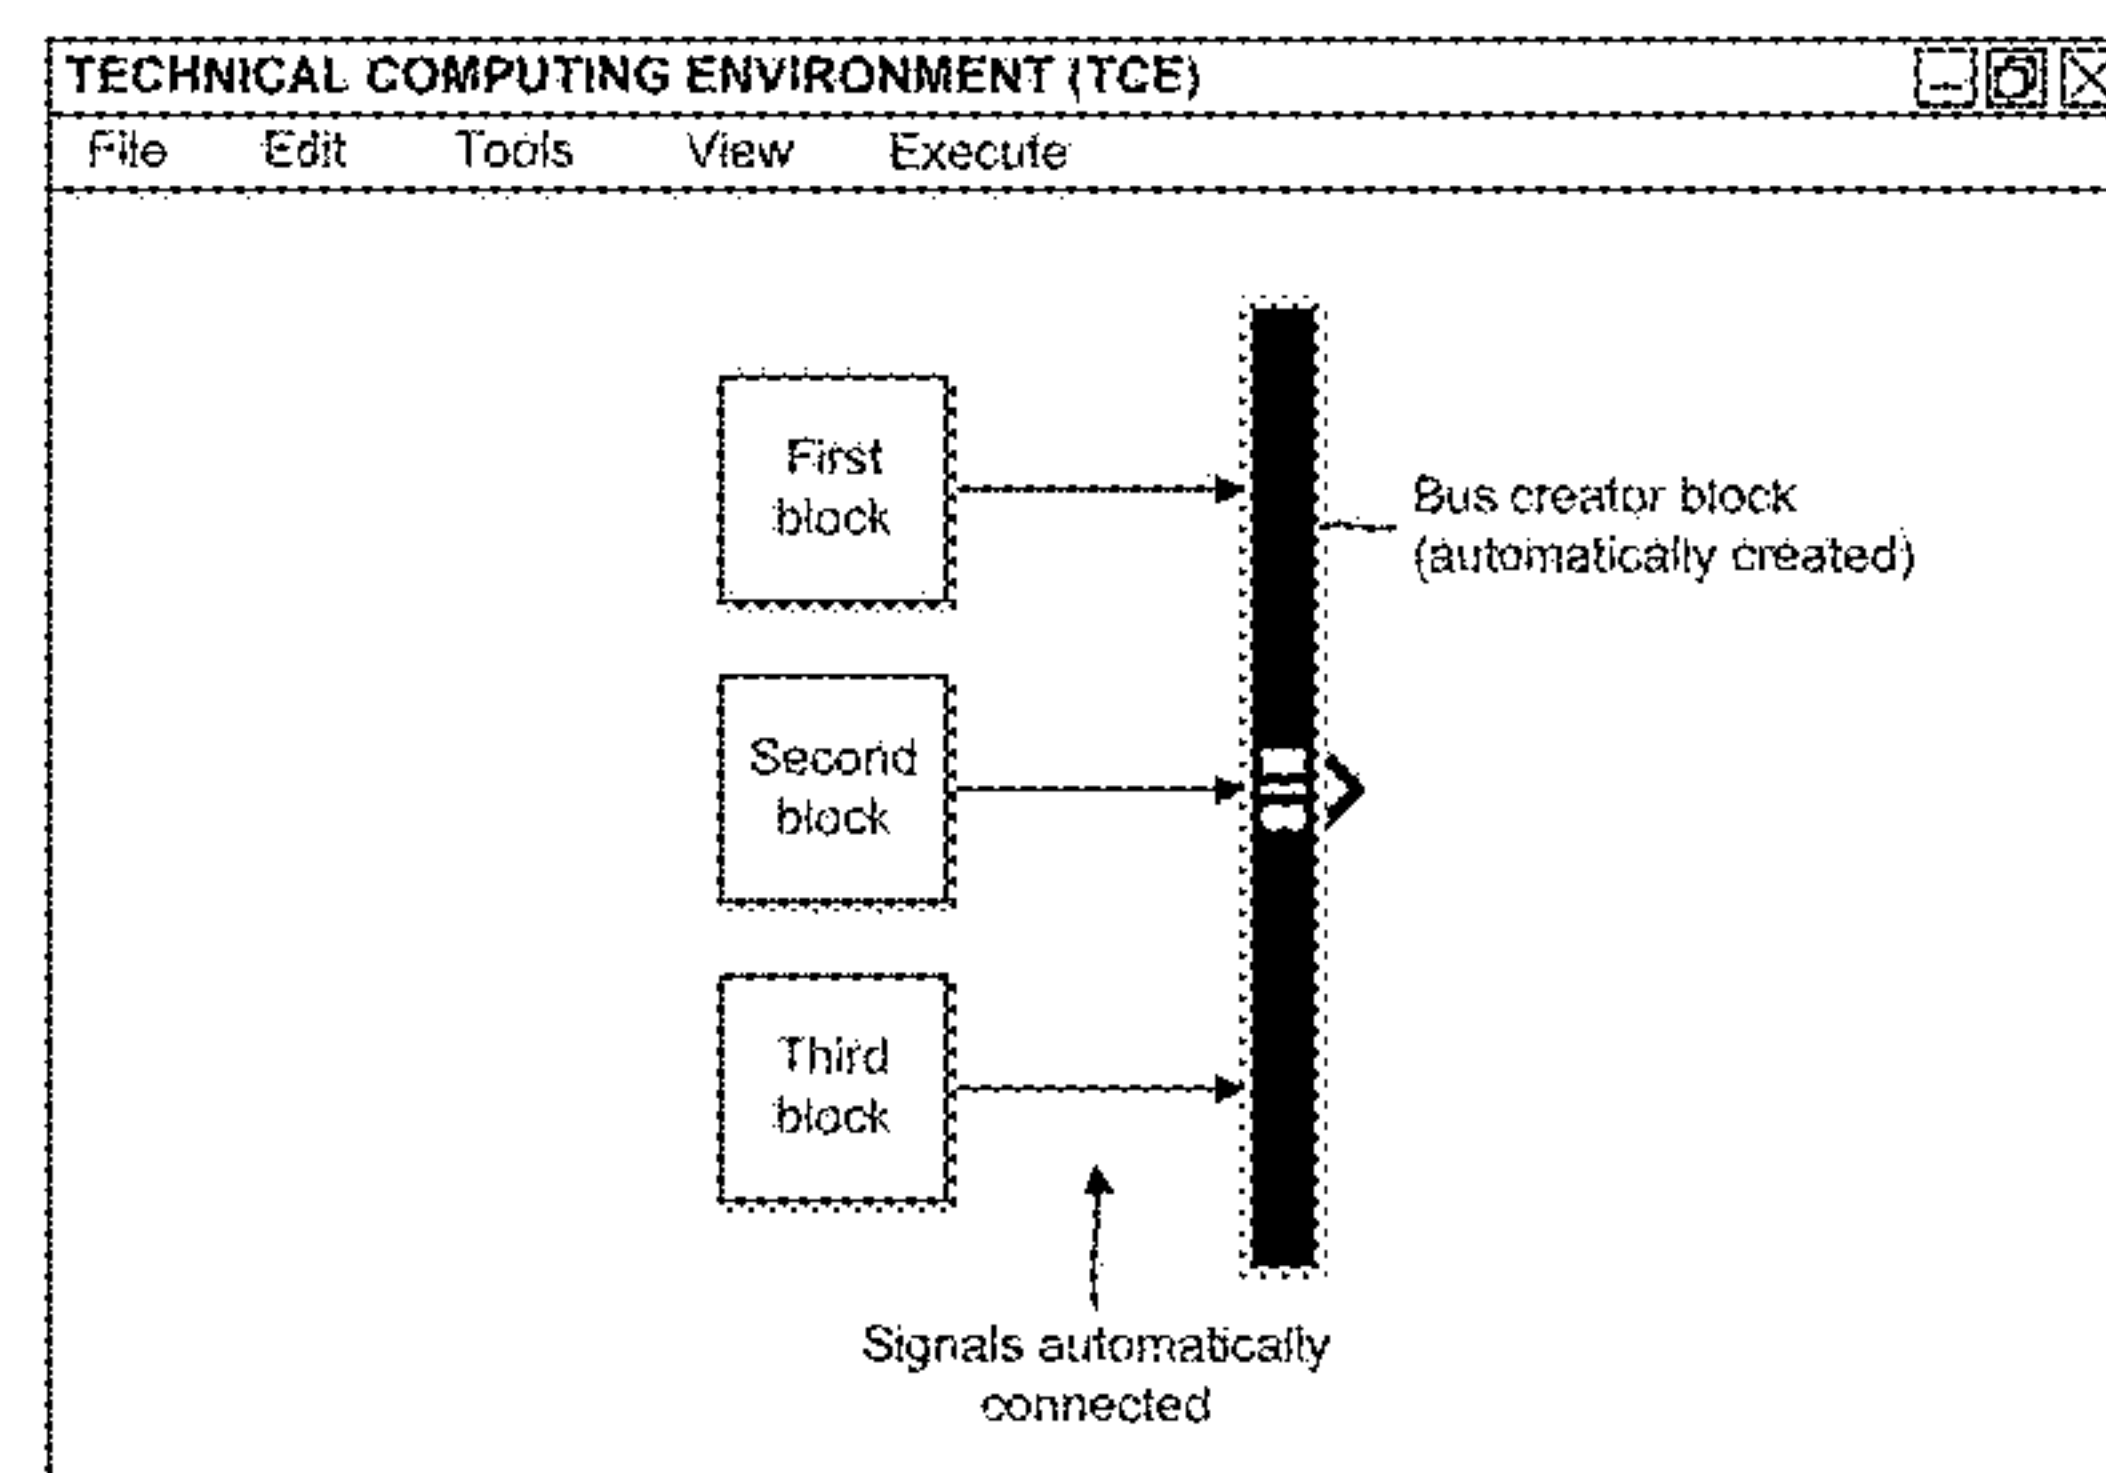 TECHNICAL COMPUTING ENVIRONMENT (TCE)
File Edit Tools View Execute
First
block
Bus creator block
(automatically created)
Second
block
Third
block
Signals automatically
connected